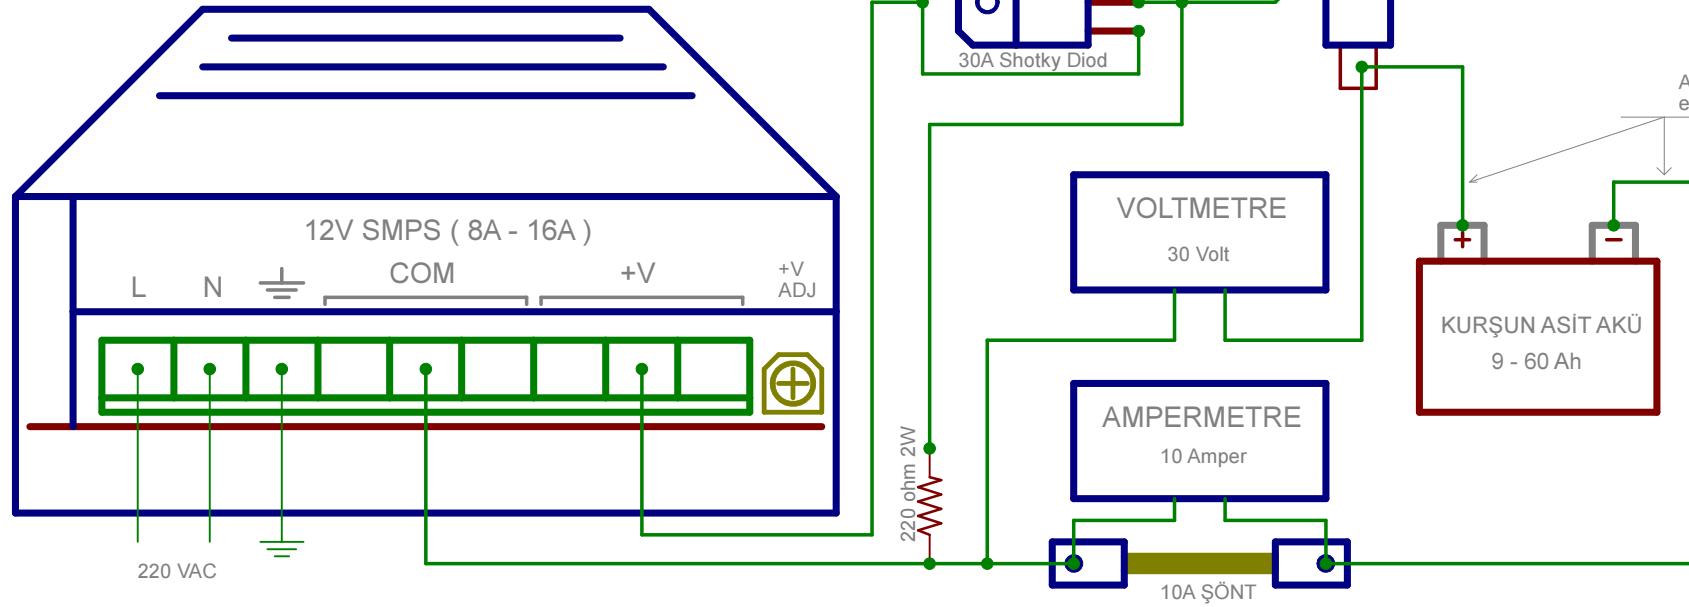 30A Shotky Diod
A
e
12V SMPS ( 8A - 16A )
L
N
COM
+V
+V
ADJ
VOLTMETRE
30 Volt
+
−
KURŞUN ASİT AKÜ
9 - 60 Ah
AMPERMETRE
10 Amper
220 ohm 2W
220 VAC
10A ŞÖNT